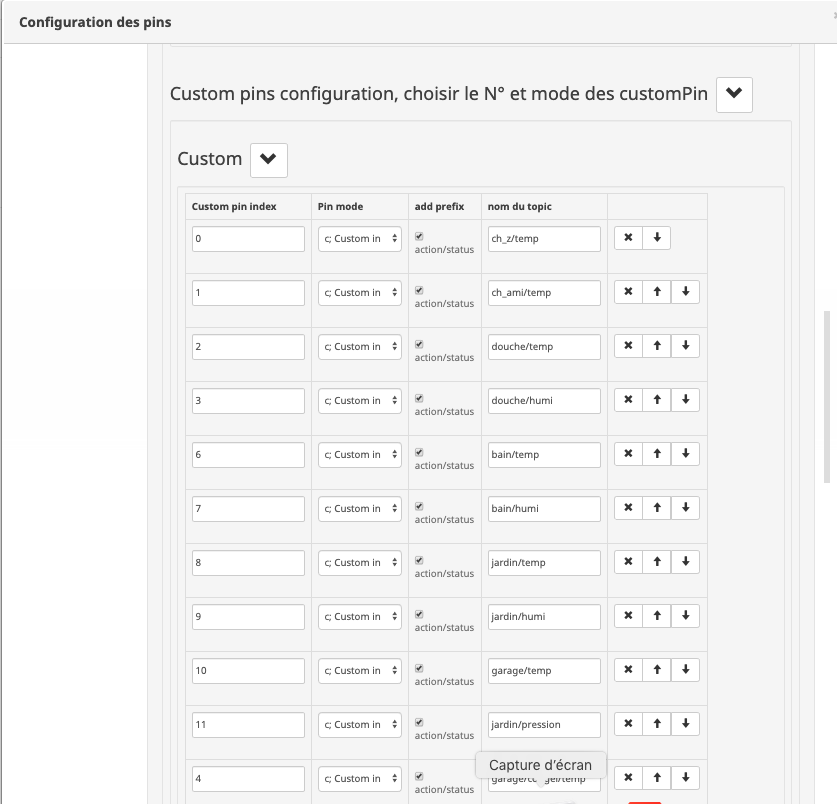 Configuration des pins
Custom pins configuration, choisir le N° et mode des customPin
Custom
Custom pin index Pin mode add prefix nom du topic
0 c; Custom in ch_z/temp
action/status
1 c; Custom in ch_ami/temp
action/status
2 c; Custom in douche/temp
action/status
3 c; Custom in douche/humi
action/status
6 c; Custom in bain/temp
action/status
7 c; Custom in bain/humi
action/status
8 c; Custom in jardin/temp
action/status
9 c; Custom in jardin/humi
action/status
10 c; Custom in garage/temp
action/status
11 c; Custom in jardin/pression
action/status
Capture d'écran
4 c; Custom in garage/congel/temp
action/status